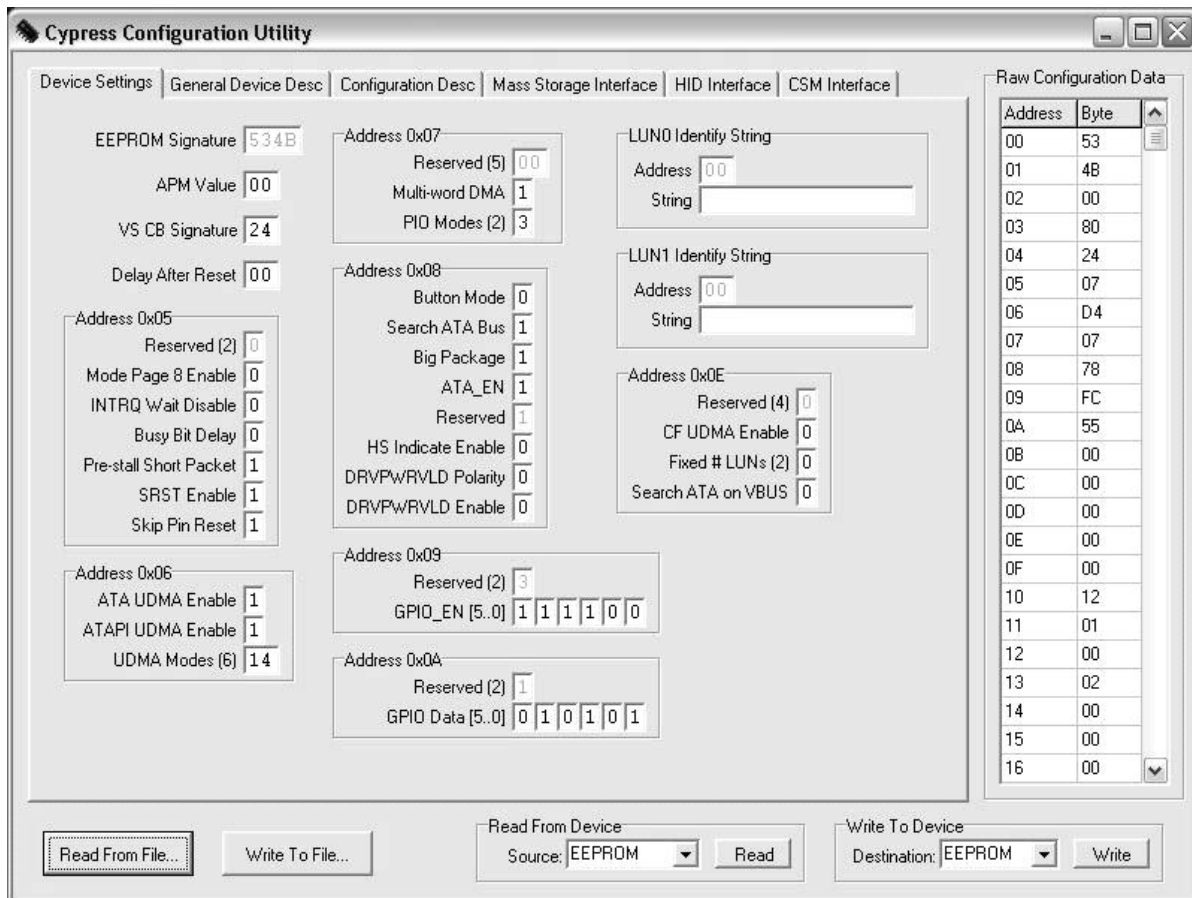 Cypress Configuration Utility
Device Settings General Device Desc Configuration Desc Mass Storage Interface HID Interface CSM Interface
EEPROM Signature 534B
APM Value 00
VS CB Signature 24
Delay After Reset 00
Address 0x05
Reserved (2) 0
Mode Page 8 Enable 0
INTRQ Wait Disable 0
Busy Bit Delay 0
Pre-stall Short Packet 1
SRST Enable 1
Skip Pin Reset 1
Address 0x06
ATA UDMA Enable 1
ATAPI UDMA Enable 1
UDMA Modes (6) 14
Address 0x07
Reserved (5) 00
Multi-word DMA 1
PIO Modes (2) 3
Address 0x08
Button Mode 0
Search ATA Bus 1
Big Package 1
ATA_EN 1
Reserved 1
HS Indicate Enable 0
DRVPWRVLD Polarity 0
DRVPWRVLD Enable 0
Address 0x09
Reserved (2) 3
GPIO_EN [5..0] 1 1 1 1 0 0
Address 0x0A
Reserved (2) 1
GPIO Data [5..0] 0 1 0 1 0 1
LUN0 Identify String
Address 00
String
LUN1 Identify String
Address 00
String
Address 0x0E
Reserved (4) 0
CF UDMA Enable 0
Fixed # LUNs (2) 0
Search ATA on VBUS 0
Raw Configuration Data
Address Byte
00 53
01 4B
02 00
03 80
04 24
05 07
06 D4
07 07
08 78
09 FC
0A 55
0B 00
0C 00
0D 00
0E 00
0F 00
10 12
11 01
12 00
13 02
14 00
15 00
16 00
Read From File... Write To File...
Read From Device
Source: EEPROM Read
Write To Device
Destination: EEPROM Write